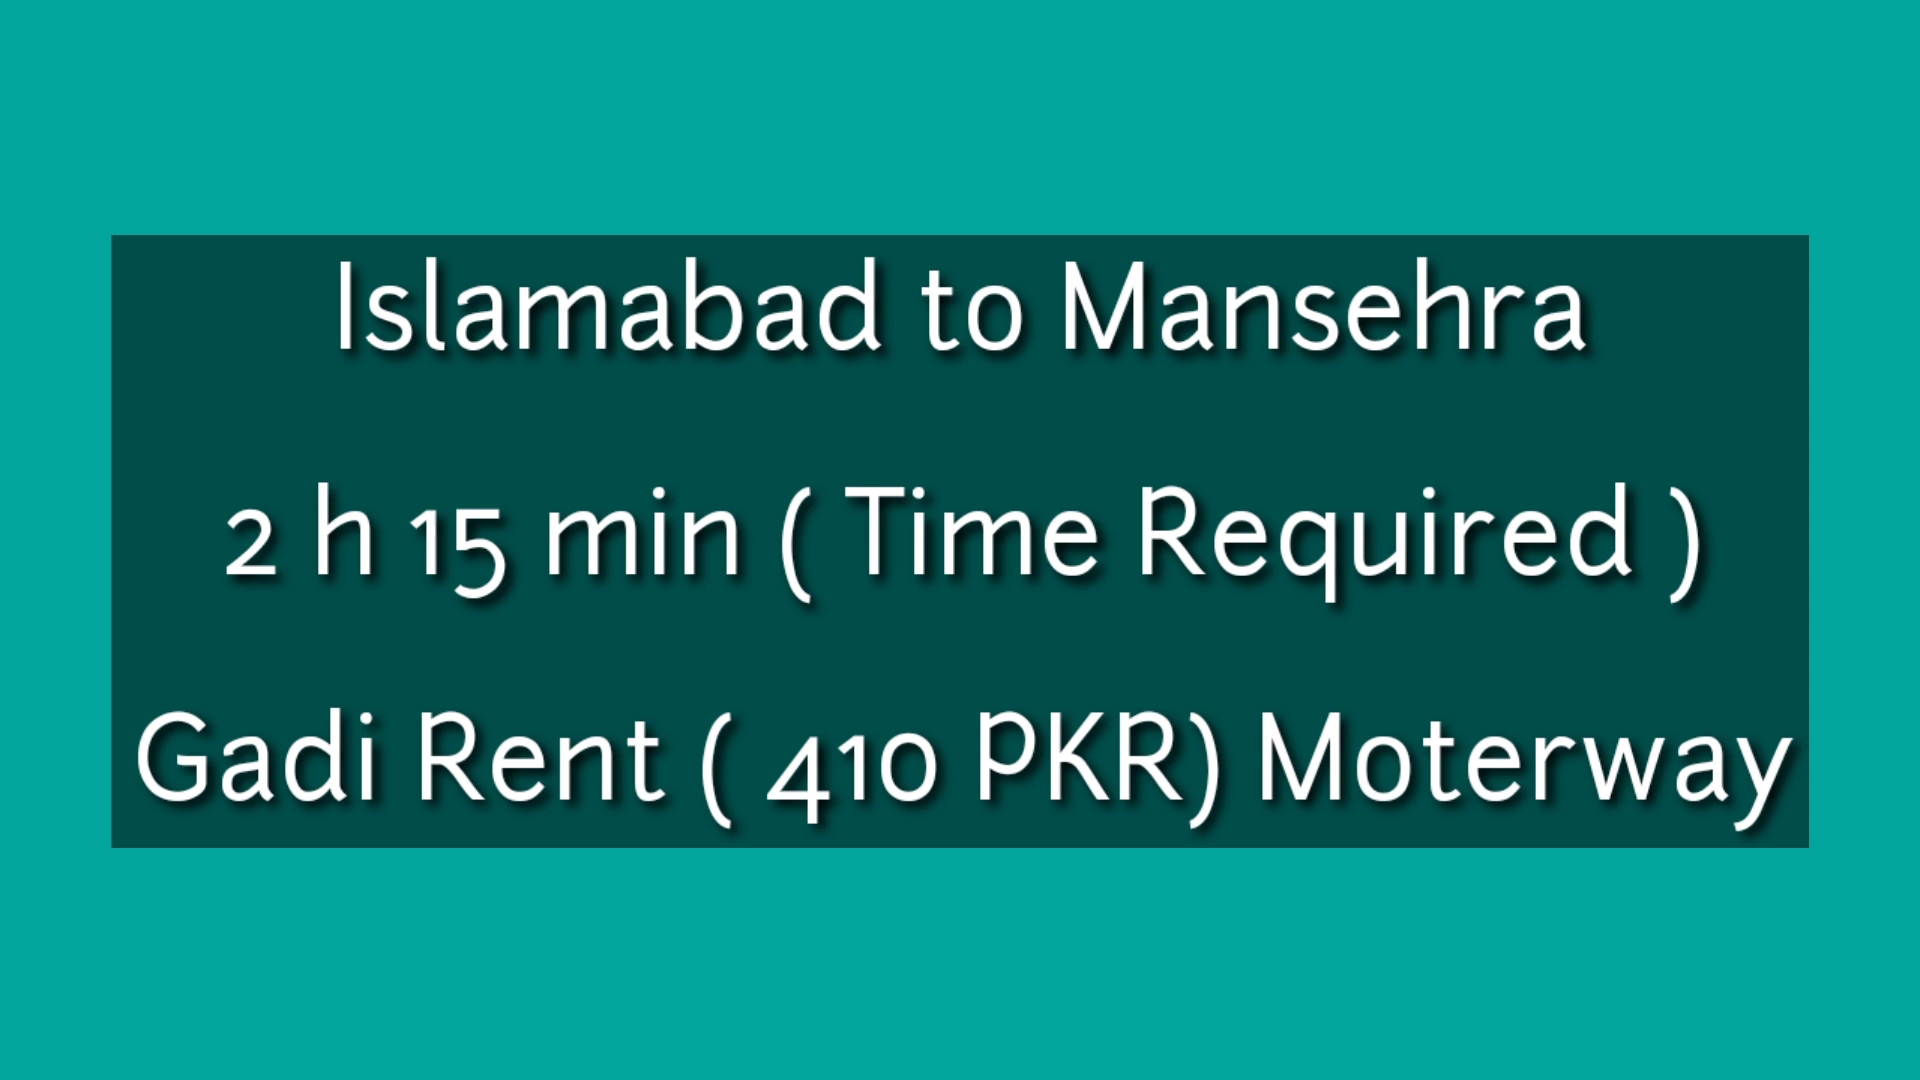 Islamabad to Mansehra
2 h 15 min ( Time Required )
Gadi Rent ( 410 PKR) Moterway